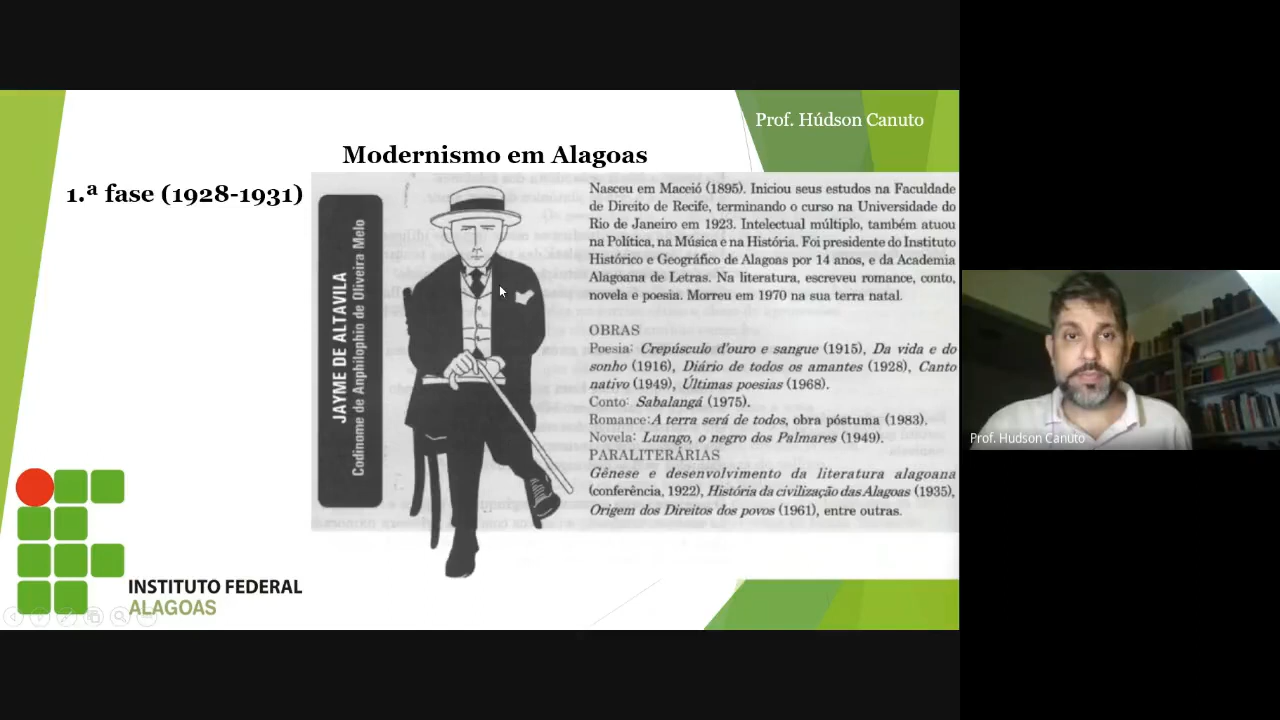 Prof. Húdson Canuto
Modernismo em Alagoas
1.ª fase (1928-1931)
JAYME DE ALTAVILA
Codinome de Anphilophio de Oliveira Melo
Nasceu em Maceió (1895). Iniciou seus estudos na Faculdade
de Direito de Recife, terminando o curso na Universidade do
Rio de Janeiro em 1923. Intelectual múltiplo, também atuou
na Política, na Música e na História. Foi presidente do Instituto
Histórico e Geográfico de Alagoas por 14 anos, e da Academia
Alagoana de Letras. Na literatura, escreveu romance, conto,
novela e poesia. Morreu em 1970 na sua terra natal.
OBRAS
Poesia: Crepúsculo d'ouro e sangue (1915), Da vida e do
sonho (1916), Diário de todos os amantes (1928), Canto
nativo (1949), Últimas poesias (1968).
Conto: Sabalangá (1975).
Romance: A terra será de todos, obra póstuma (1983).
Novela: Luango, o negro dos Palmares (1949).
PARALITERÁRIAS
Gênese e desenvolvimento da literatura alagoana
(conferência, 1922), História da civilização das Alagoas (1935),
Origem dos Direitos dos povos (1961), entre outras.
INSTITUTO FEDERAL
ALAGOAS
Prof. Hudson Canuto